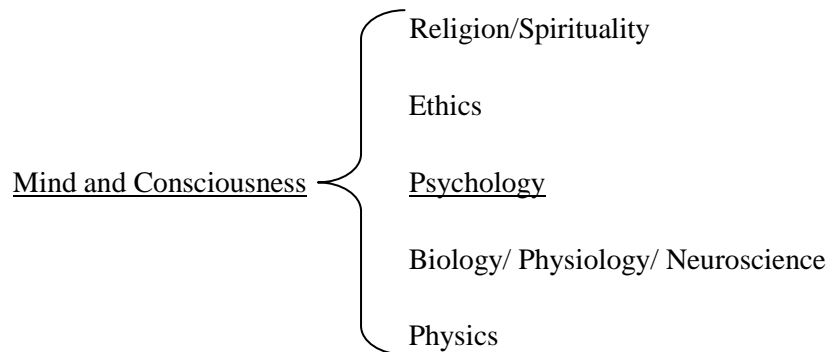 Religion/Spirituality
Ethics
Mind and Consciousness
Psychology
Biology/ Physiology/ Neuroscience
Physics